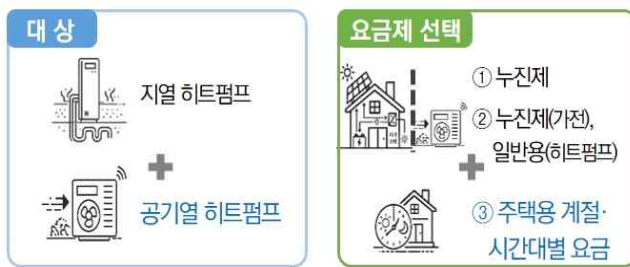 대 상
지열 히트펌프
공기열 히트펌프
요금제 선택
① 누진제
② 누진제(가전),
일반용(히트펌프)
③ 주택용 계절·
시간대별 요금